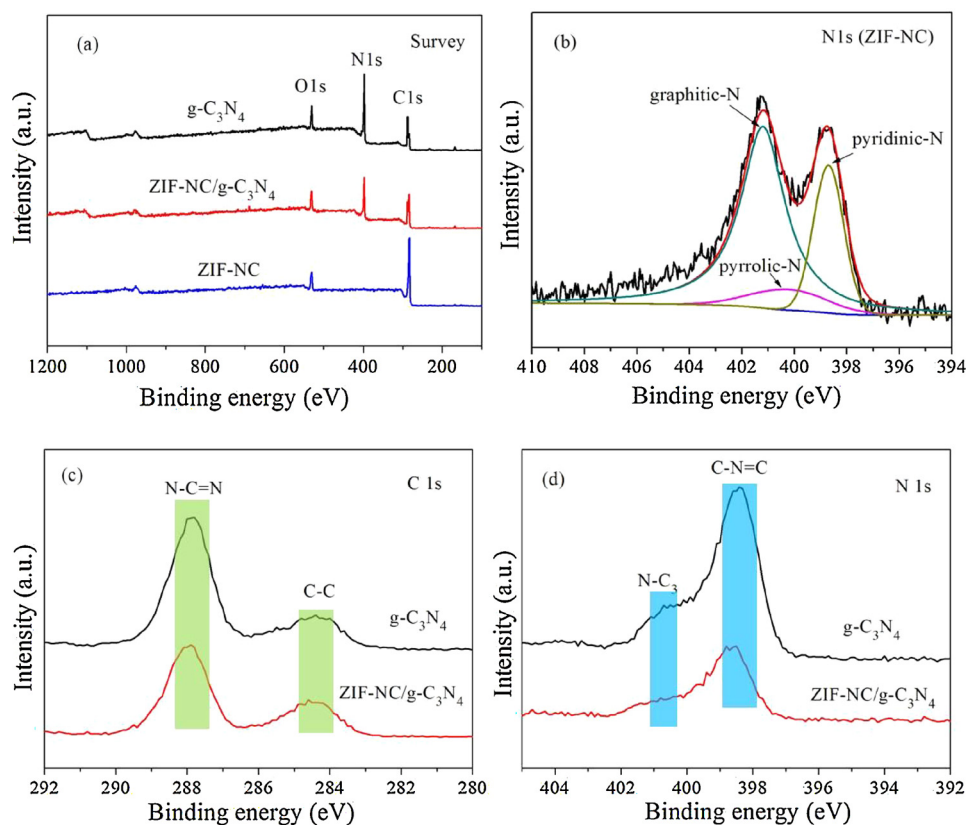 (a)
Survey
O1s
N1s
C1s
g-C₃N₄
ZIF-NC/g-C₃N₄
ZIF-NC
Intensity (a.u.)
1200 1000 800 600 400 200
Binding energy (eV)
(b)
N1s (ZIF-NC)
graphitic-N
pyridinic-N
pyrrolic-N
Intensity (a.u.)
410 408 406 404 402 400 398 396 394
Binding energy (eV)
(c)
C 1s
N-C=N
C-C
g-C₃N₄
ZIF-NC/g-C₃N₄
Intensity (a.u.)
292 290 288 286 284 282 280
Binding energy (eV)
(d)
N 1s
C-N=C
N-C₃
g-C₃N₄
ZIF-NC/g-C₃N₄
Intensity (a.u.)
404 402 400 398 396 394 392
Binding energy (eV)